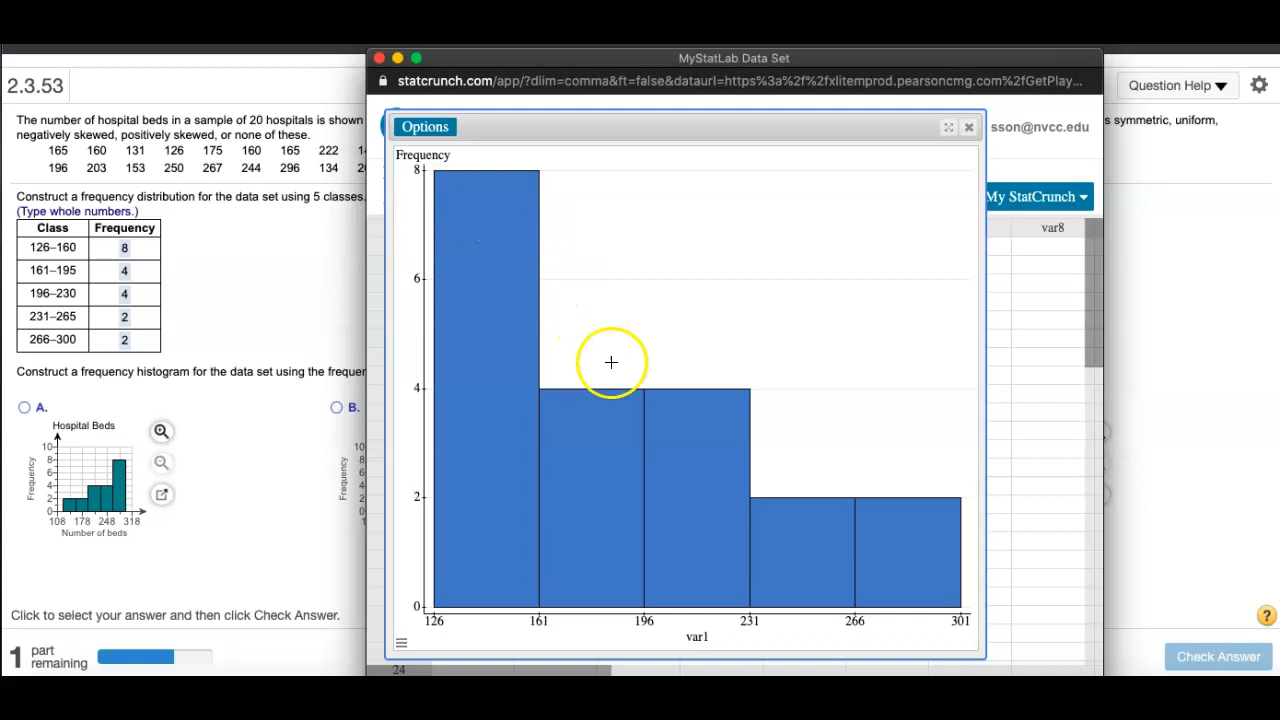 MyStatLab Data Set
statcrunch.com/app/?dlim=comma&ft=false&dataurl=https%3a%2f%2fxlitemprod.pearsoncmg.com%2fGetPlay...
2.3.53
Question Help
The number of hospital beds in a sample of 20 hospitals is shown
s symmetric, uniform,
negatively skewed, positively skewed, or none of these.
165 160 131 126 175 160 165 222
196 203 153 250 267 244 296 134
Options
sson@nvcc.edu
My StatCrunch
var8
Construct a frequency distribution for the data set using 5 classes.
(Type whole numbers.)
Class Frequency
126–160 8
161–195 4
196–230 4
231–265 2
266–300 2
Construct a frequency histogram for the data set using the frequen
A.
B.
Hospital Beds
Frequency
10
8
6
4
2
0
108 178 248 318
Number of beds
Frequency
10
8
6
4
2
0
Frequency
8
6
4
2
0
126 161 196 231 266 301
var1
24
Click to select your answer and then click Check Answer.
1 part remaining
?
Check Answer